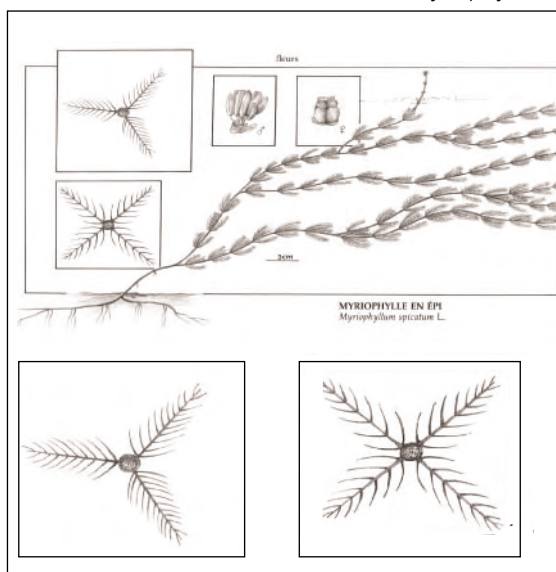 fleurs
♂
♀
2cm
MYRIOPHYLLE EN ÉPI
Myriophyllum spicatum L.